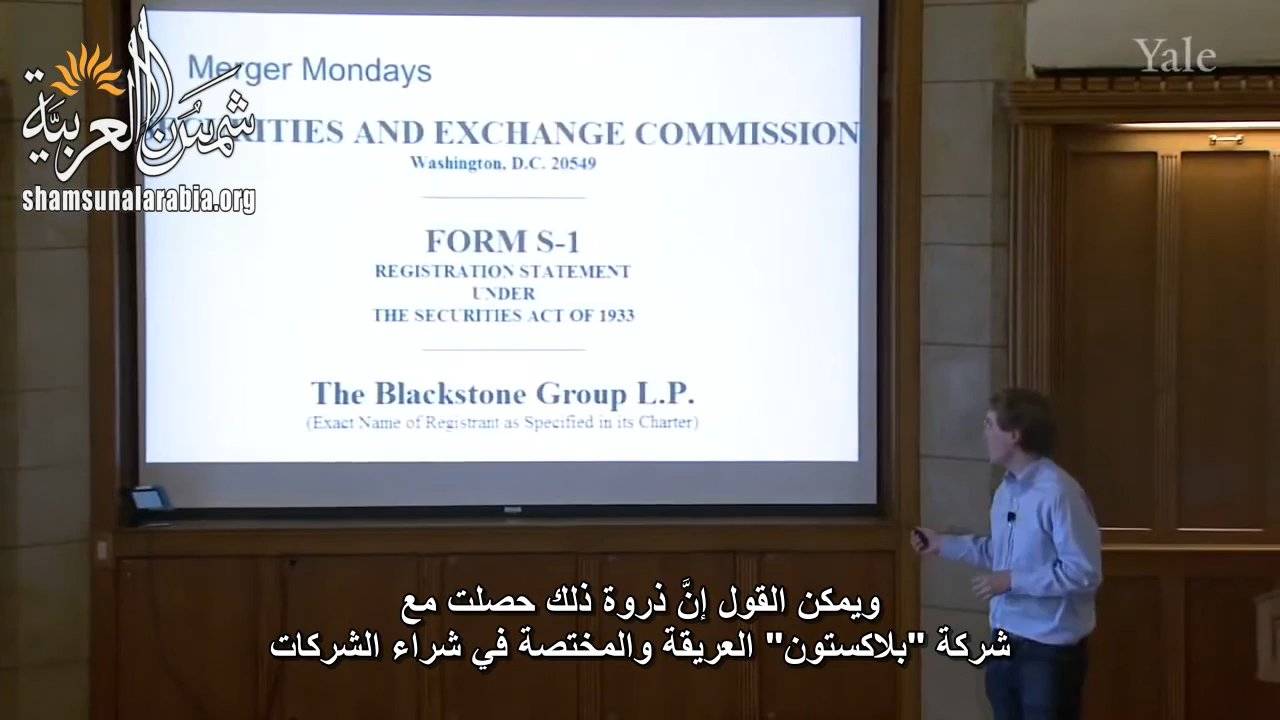 Merger Mondays
Yale
شمس العربية
shamsunalarabia.org
AND EXCHANGE COMMISSION
Washington, D.C. 20549
FORM S-1
REGISTRATION STATEMENT
UNDER
THE SECURITIES ACT OF 1933
The Blackstone Group L.P.
(Exact Name of Registrant as Specified in its Charter)
ويمكن القول إنَّ ذروة ذلك حصلت مع
شركة "بلاكستون" العريقة والمختصة في شراء الشركات